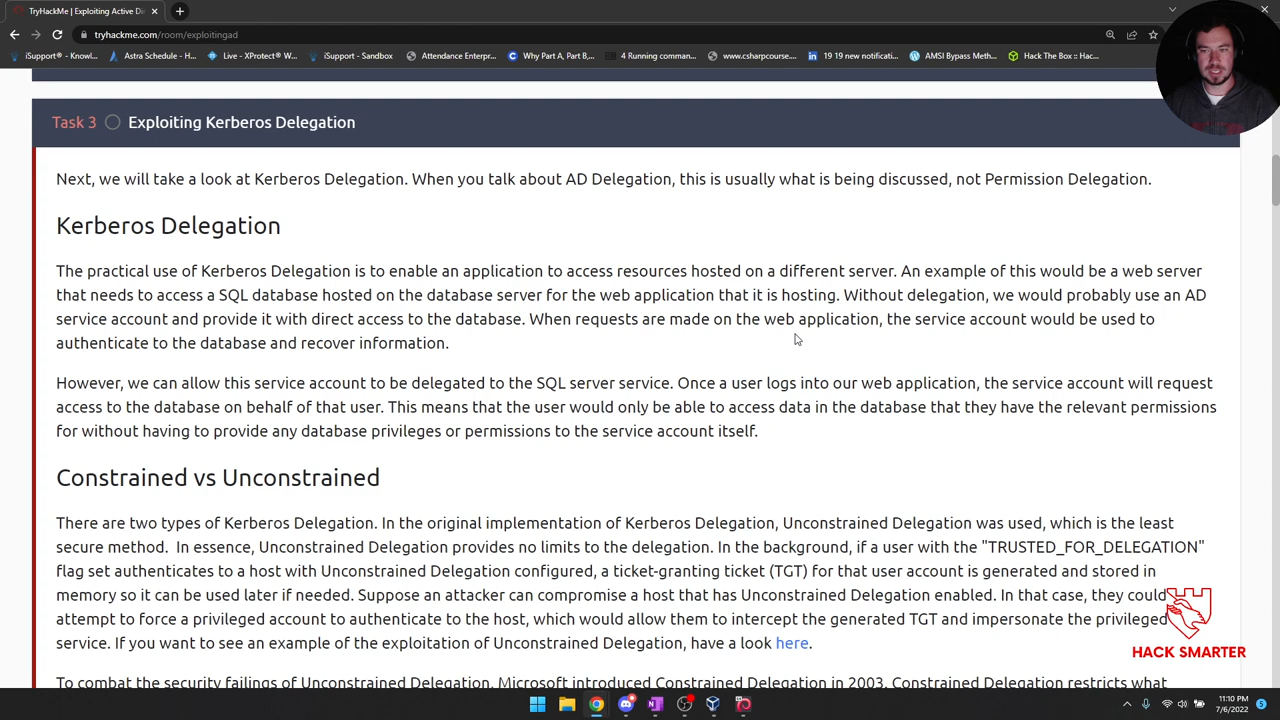 TryHackMe | Exploiting Active Di
tryhackme.com/room/exploitingad
iSupport® - Knowl...
Astra Schedule - H...
Live - XProtect® W...
iSupport - Sandbox
Attendance Enterpr...
Why Part A, Part B,...
4 Running comman...
www.csharpcourse....
19 19 new notificati...
AMSI Bypass Meth...
Hack The Box :: Hac...
Task 3 Exploiting Kerberos Delegation
Next, we will take a look at Kerberos Delegation. When you talk about AD Delegation, this is usually what is being discussed, not Permission Delegation.
Kerberos Delegation
The practical use of Kerberos Delegation is to enable an application to access resources hosted on a different server. An example of this would be a web server
that needs to access a SQL database hosted on the database server for the web application that it is hosting. Without delegation, we would probably use an AD
service account and provide it with direct access to the database. When requests are made on the web application, the service account would be used to
authenticate to the database and recover information.
However, we can allow this service account to be delegated to the SQL server service. Once a user logs into our web application, the service account will request
access to the database on behalf of that user. This means that the user would only be able to access data in the database that they have the relevant permissions
for without having to provide any database privileges or permissions to the service account itself.
Constrained vs Unconstrained
There are two types of Kerberos Delegation. In the original implementation of Kerberos Delegation, Unconstrained Delegation was used, which is the least
secure method. In essence, Unconstrained Delegation provides no limits to the delegation. In the background, if a user with the "TRUSTED_FOR_DELEGATION"
flag set authenticates to a host with Unconstrained Delegation configured, a ticket-granting ticket (TGT) for that user account is generated and stored in
memory so it can be used later if needed. Suppose an attacker can compromise a host that has Unconstrained Delegation enabled. In that case, they could
attempt to force a privileged account to authenticate to the host, which would allow them to intercept the generated TGT and impersonate the privileged
service. If you want to see an example of the exploitation of Unconstrained Delegation, have a look here.
HACK SMARTER
To combat the security failings of Unconstrained Delegation, Microsoft introduced Constrained Delegation in 2003. Constrained Delegation restricts what
11:10 PM
7/6/2022